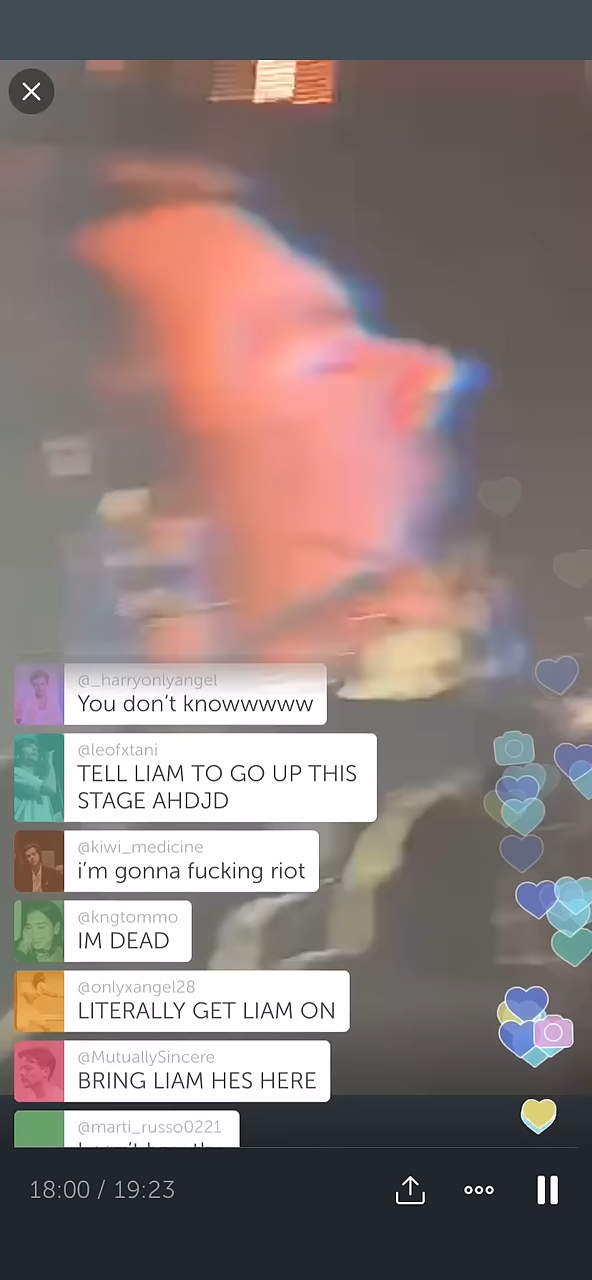 @_harryonlyangel
You don’t knowwwww
@leofxtani
TELL LIAM TO GO UP THIS
STAGE AHDJD
@kiwi_medicine
i’m gonna fucking riot
@kngtommo
IM DEAD
@onlyxangel28
LITERALLY GET LIAM ON
@MutuallySincere
BRING LIAM HES HERE
@marti_russo0221
18:00 / 19:23